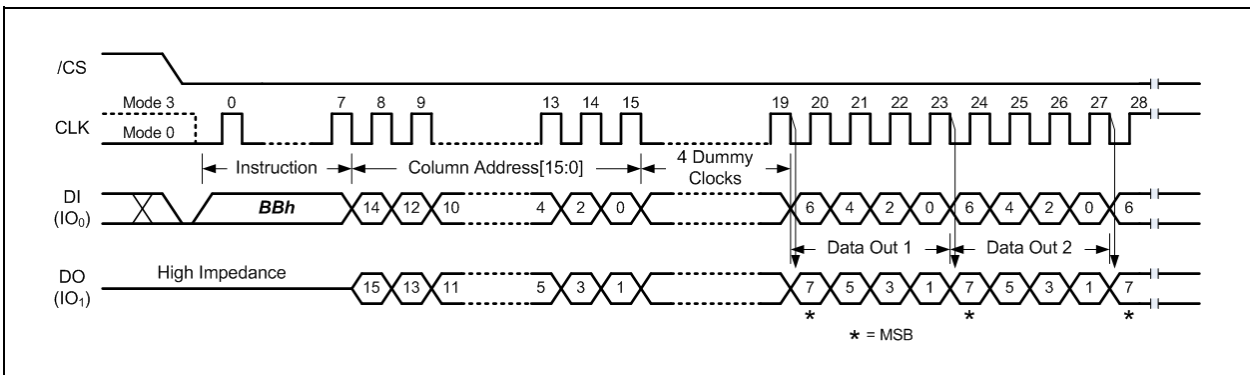 /CS
Mode 3 0 7 8 9 13 14 15 19 20 21 22 23 24 25 26 27 28
CLK Mode 0
Instruction Column Address[15:0] 4 Dummy Clocks
DI (IO0) BBh 14 12 10 4 2 0 6 4 2 0 6 4 2 0 6
Data Out 1 Data Out 2
DO (IO1) High Impedance 15 13 11 5 3 1 7 5 3 1 7 5 3 1 7
* * *
* = MSB